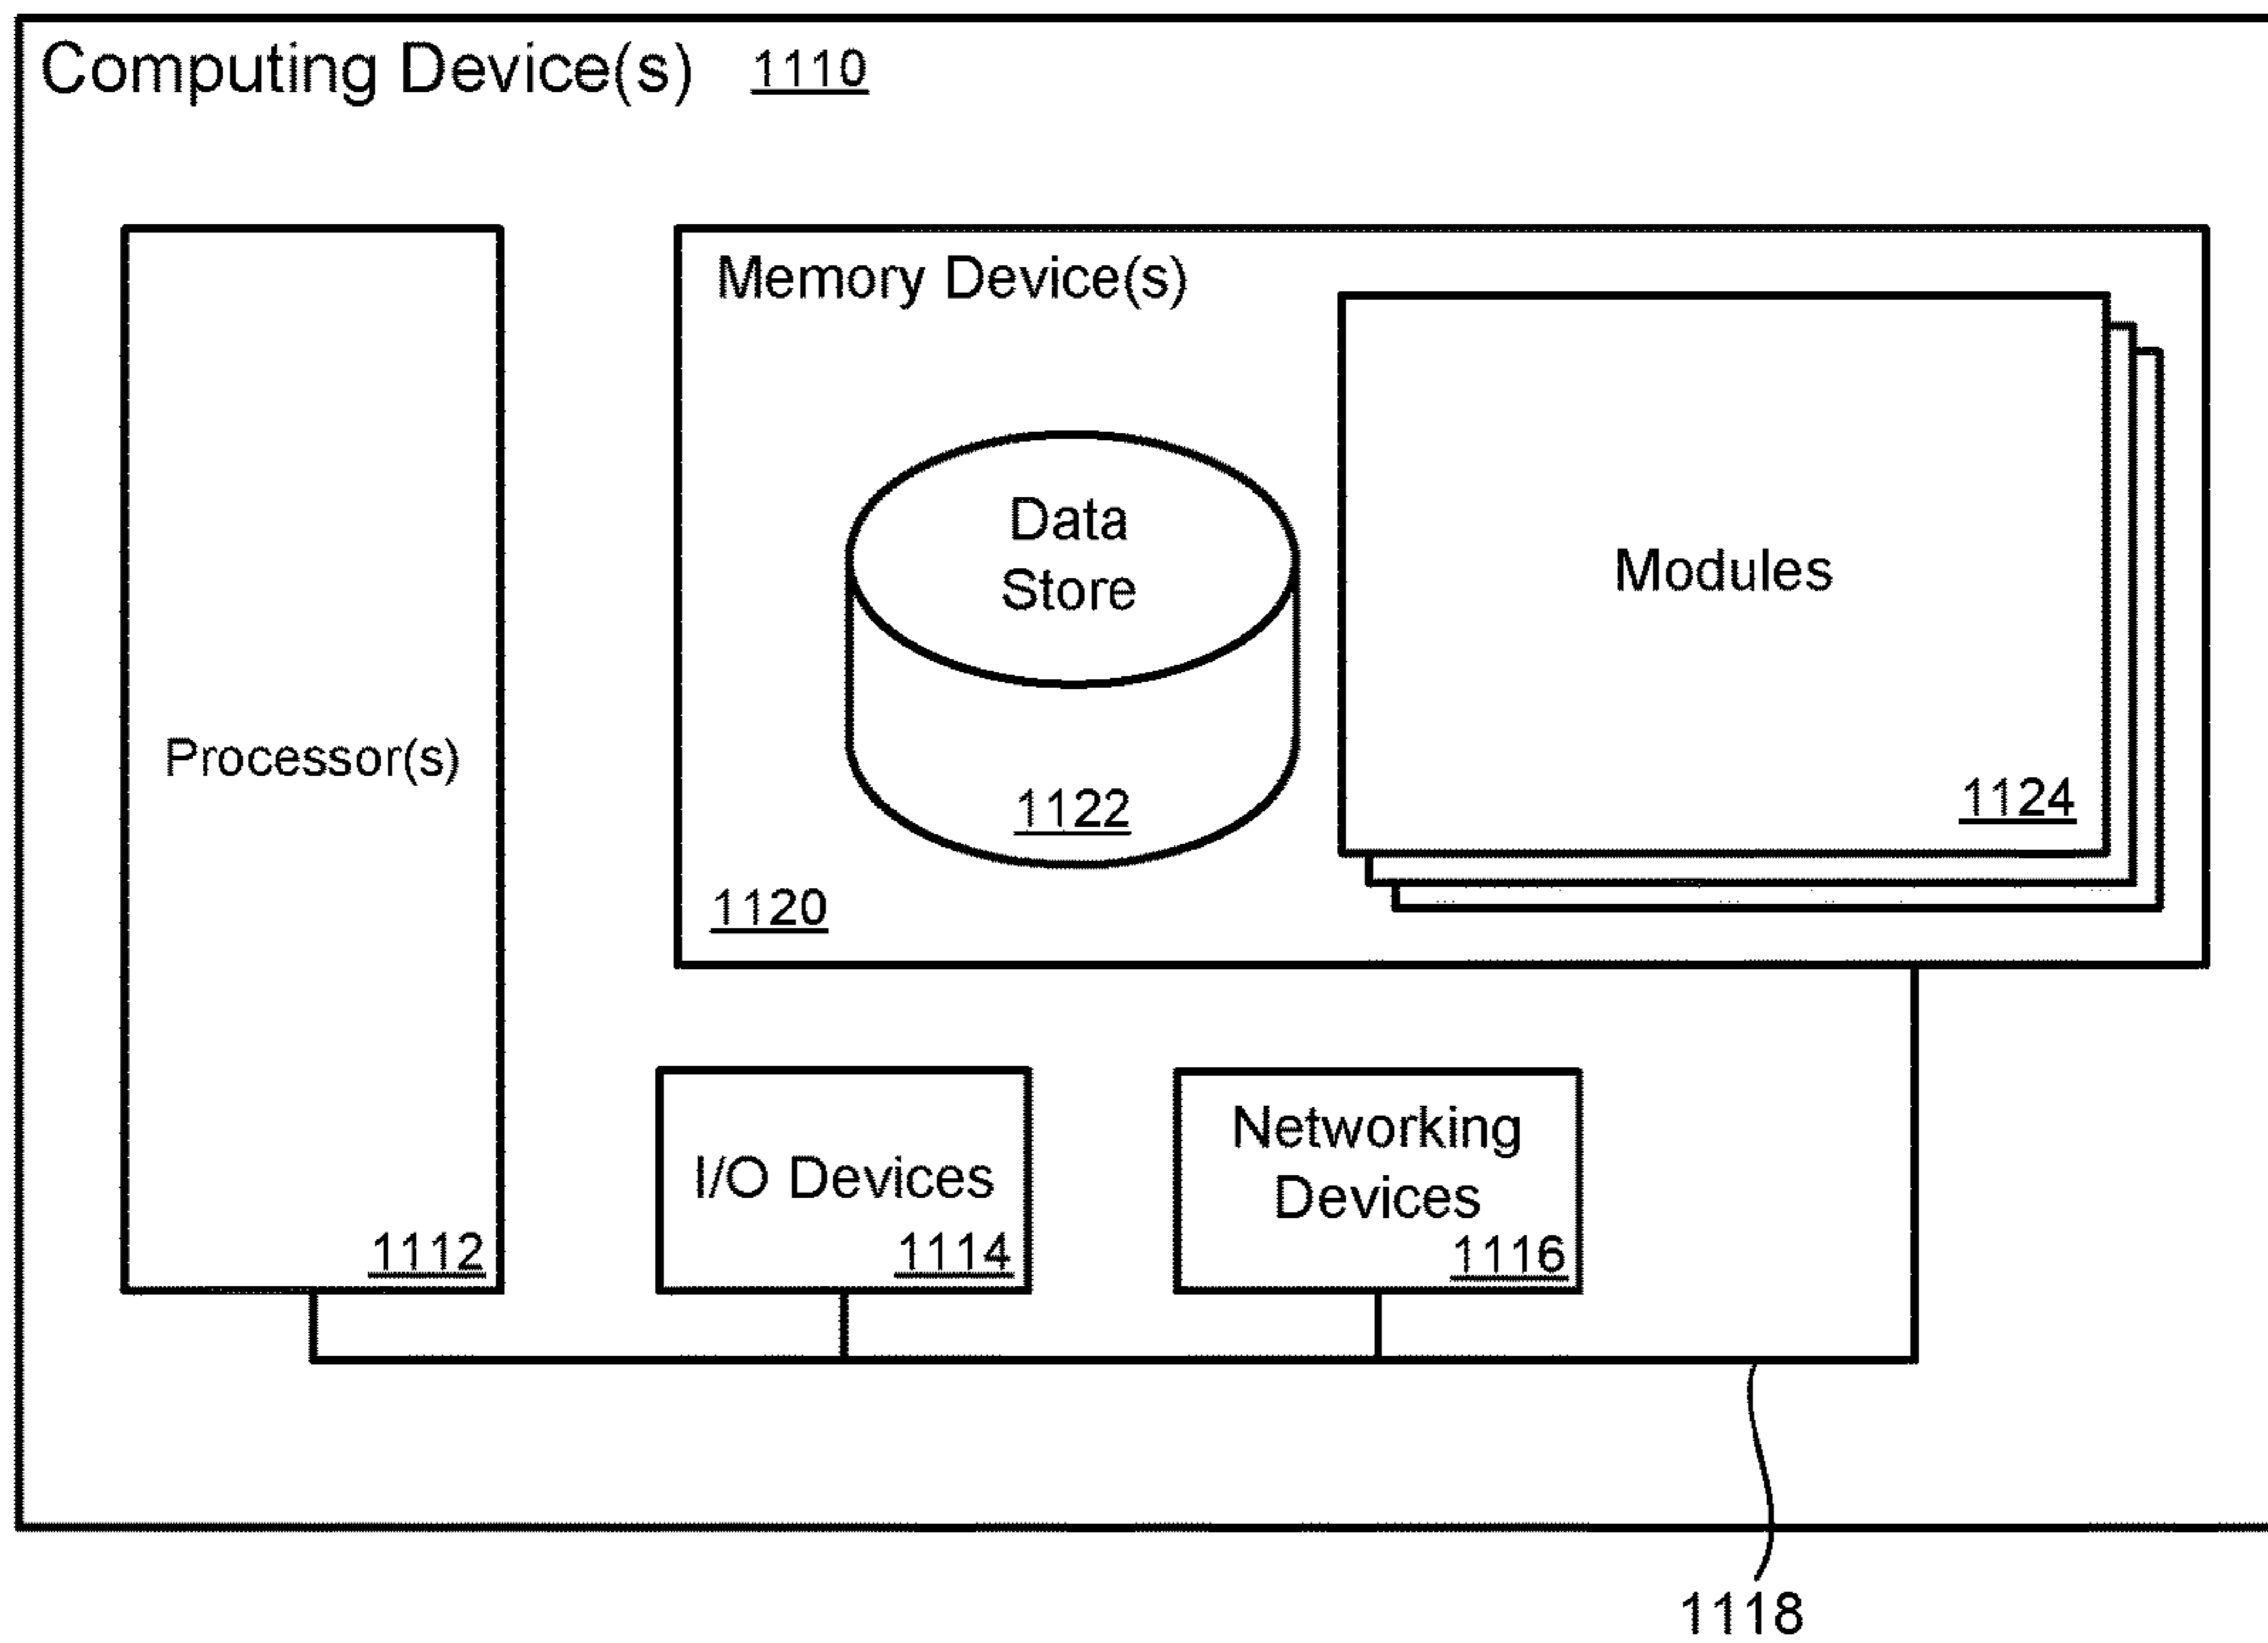 Computing Device(s) 1110
Memory Device(s)
Data
Store
Modules
Processor(s)
1124
1122
1120
Networking
I/O Devices
Devices
1112
1114
1116
1118